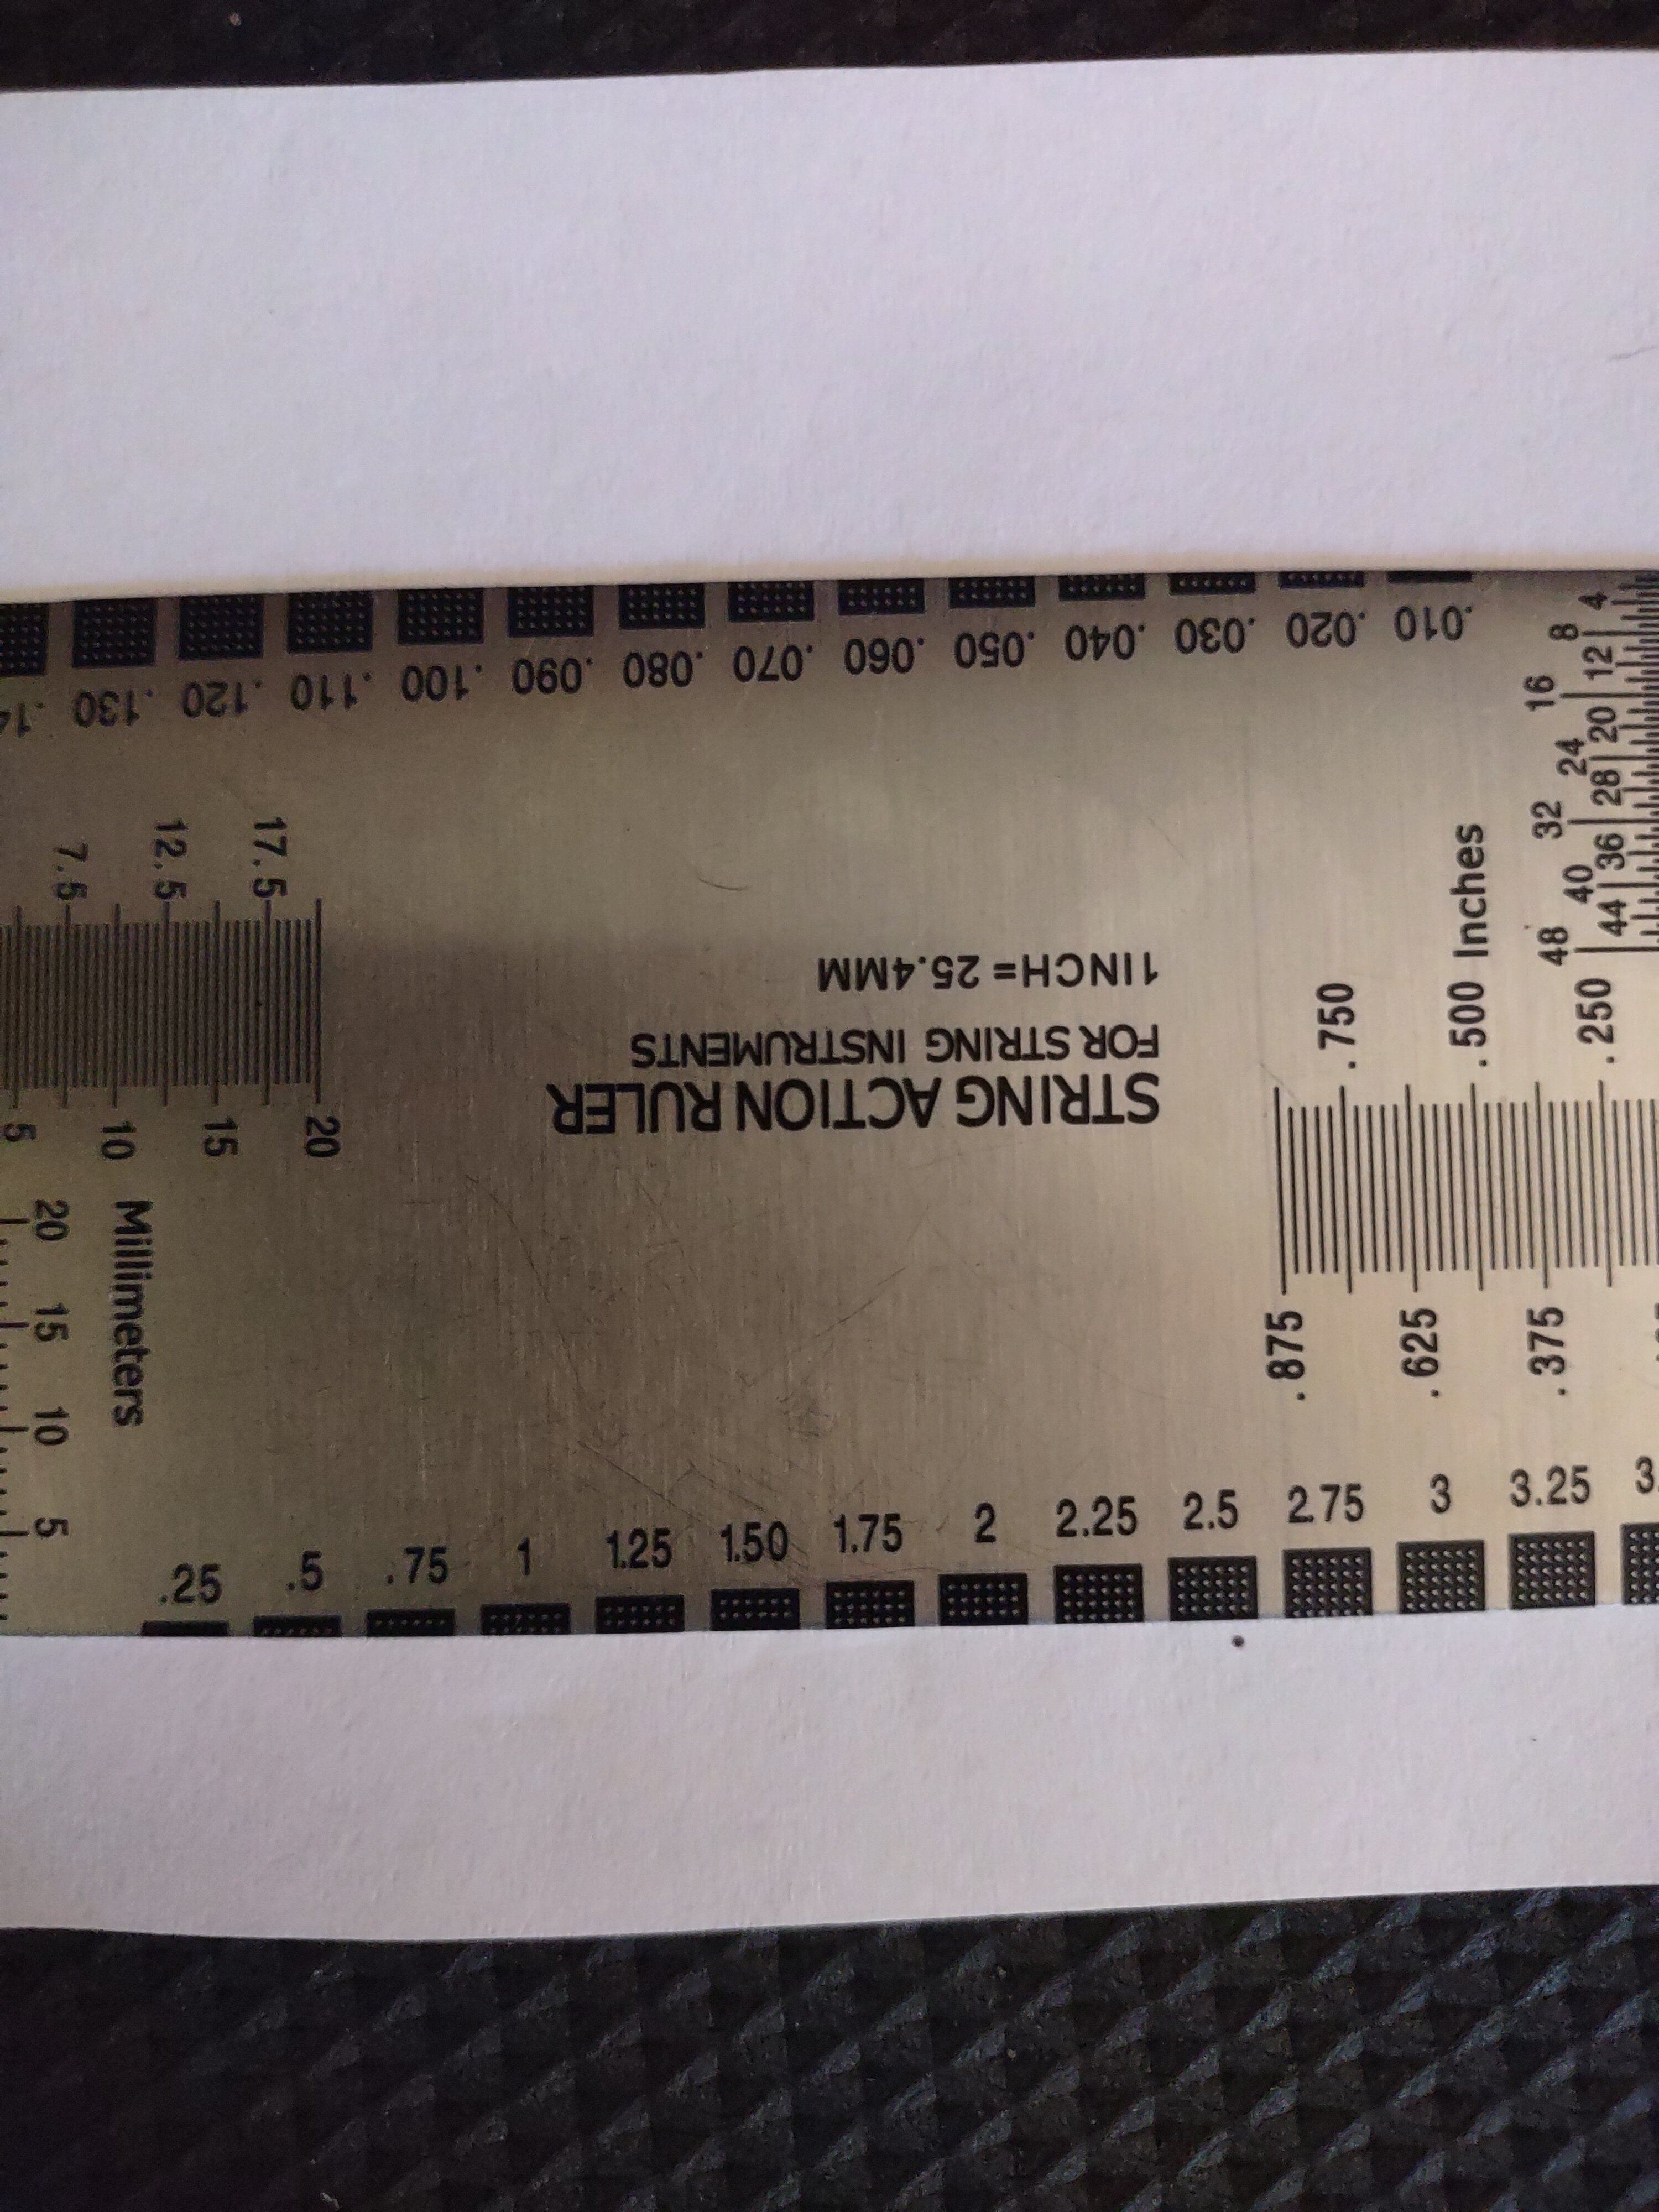 STRING ACTION RULER
FOR STRING INSTRUMENTS
1INCH=25.4MM
.010 .020 .030 .040 .050 .060 .070 .080 .090 .100 .110 .120 .130
7.5 12.5 17.5
5 10 15 20
Millimeters
20 15 10 5
4 8 12 16 20 24 28 32 36 40 44 48
Inches
.750 .500 .250
.875 .625 .375
.25 .5 .75 1 1.25 1.50 1.75 2 2.25 2.5 2.75 3 3.25